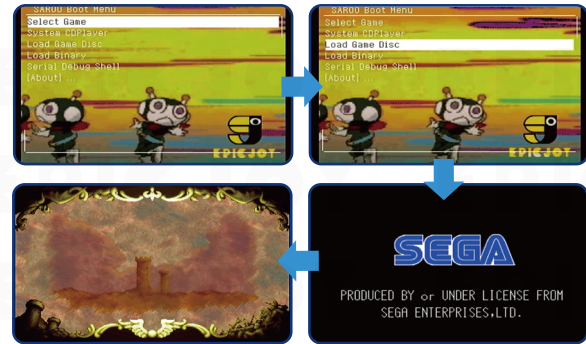 SAROO Boot Menu
Select Game
System CDPlayer
Load Game Disc
Load Binary
Serial Debug Shell
[About]...
EPICJOT
SAROO Boot Menu
Select Game
System CDPlayer
Load Game Disc
Load Binary
Serial Debug Shell
[About]...
EPICJOT
SEGA
PRODUCED BY or UNDER LICENSE FROM
SEGA ENTERPRISES,LTD.